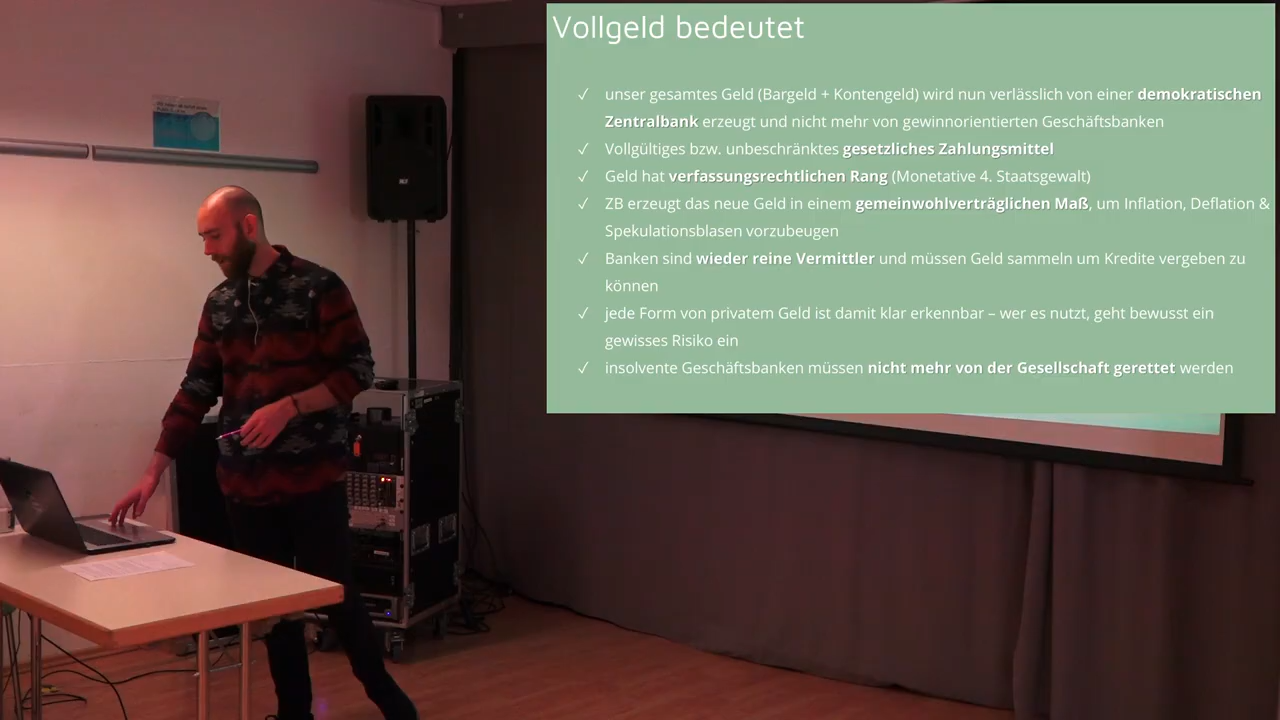 Vollgeld bedeutet
✓ unser gesamtes Geld (Bargeld + Kontengeld) wird nun verlässlich von einer demokratischen
Zentralbank erzeugt und nicht mehr von gewinnorientierten Geschäftsbanken
✓ Vollgültiges bzw. unbeschränktes gesetzliches Zahlungsmittel
✓ Geld hat verfassungsrechtlichen Rang (Monetative 4. Staatsgewalt)
✓ ZB erzeugt das neue Geld in einem gemeinwohlverträglichen Maß, um Inflation, Deflation &
Spekulationsblasen vorzubeugen
✓ Banken sind wieder reine Vermittler und müssen Geld sammeln um Kredite vergeben zu
können
✓ jede Form von privatem Geld ist damit klar erkennbar – wer es nutzt, geht bewusst ein
gewisses Risiko ein
✓ insolvente Geschäftsbanken müssen nicht mehr von der Gesellschaft gerettet werden